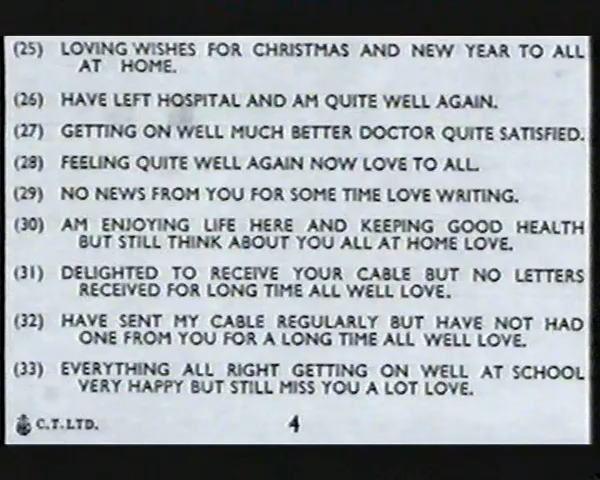 (25) LOVING WISHES FOR CHRISTMAS AND NEW YEAR TO ALL
AT HOME.
(26) HAVE LEFT HOSPITAL AND AM QUITE WELL AGAIN.
(27) GETTING ON WELL MUCH BETTER DOCTOR QUITE SATISFIED.
(28) FEELING QUITE WELL AGAIN NOW LOVE TO ALL.
(29) NO NEWS FROM YOU FOR SOME TIME LOVE WRITING.
(30) AM ENJOYING LIFE HERE AND KEEPING GOOD HEALTH
BUT STILL THINK ABOUT YOU ALL AT HOME LOVE.
(31) DELIGHTED TO RECEIVE YOUR CABLE BUT NO LETTERS
RECEIVED FOR LONG TIME ALL WELL LOVE.
(32) HAVE SENT MY CABLE REGULARLY BUT HAVE NOT HAD
ONE FROM YOU FOR A LONG TIME ALL WELL LOVE.
(33) EVERYTHING ALL RIGHT GETTING ON WELL AT SCHOOL
VERY HAPPY BUT STILL MISS YOU A LOT LOVE.
C.T.LTD. 4